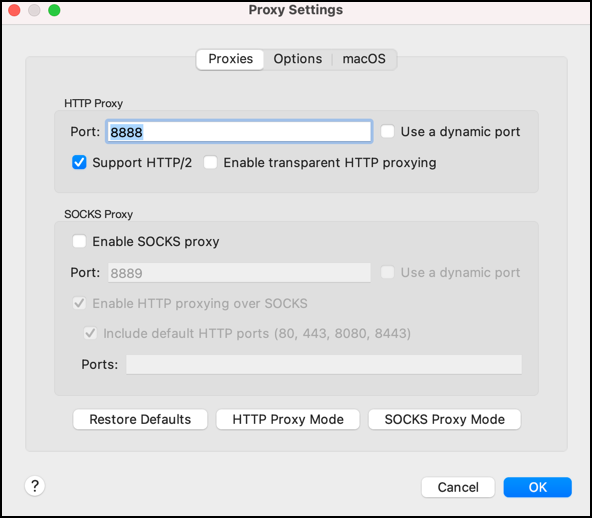 Proxy Settings
Proxies Options macOS
HTTP Proxy
Port: 8888 Use a dynamic port
Support HTTP/2 Enable transparent HTTP proxying
SOCKS Proxy
Enable SOCKS proxy
Port: 8889 Use a dynamic port
Enable HTTP proxying over SOCKS
Include default HTTP ports (80, 443, 8080, 8443)
Ports:
Restore Defaults HTTP Proxy Mode SOCKS Proxy Mode
? Cancel OK